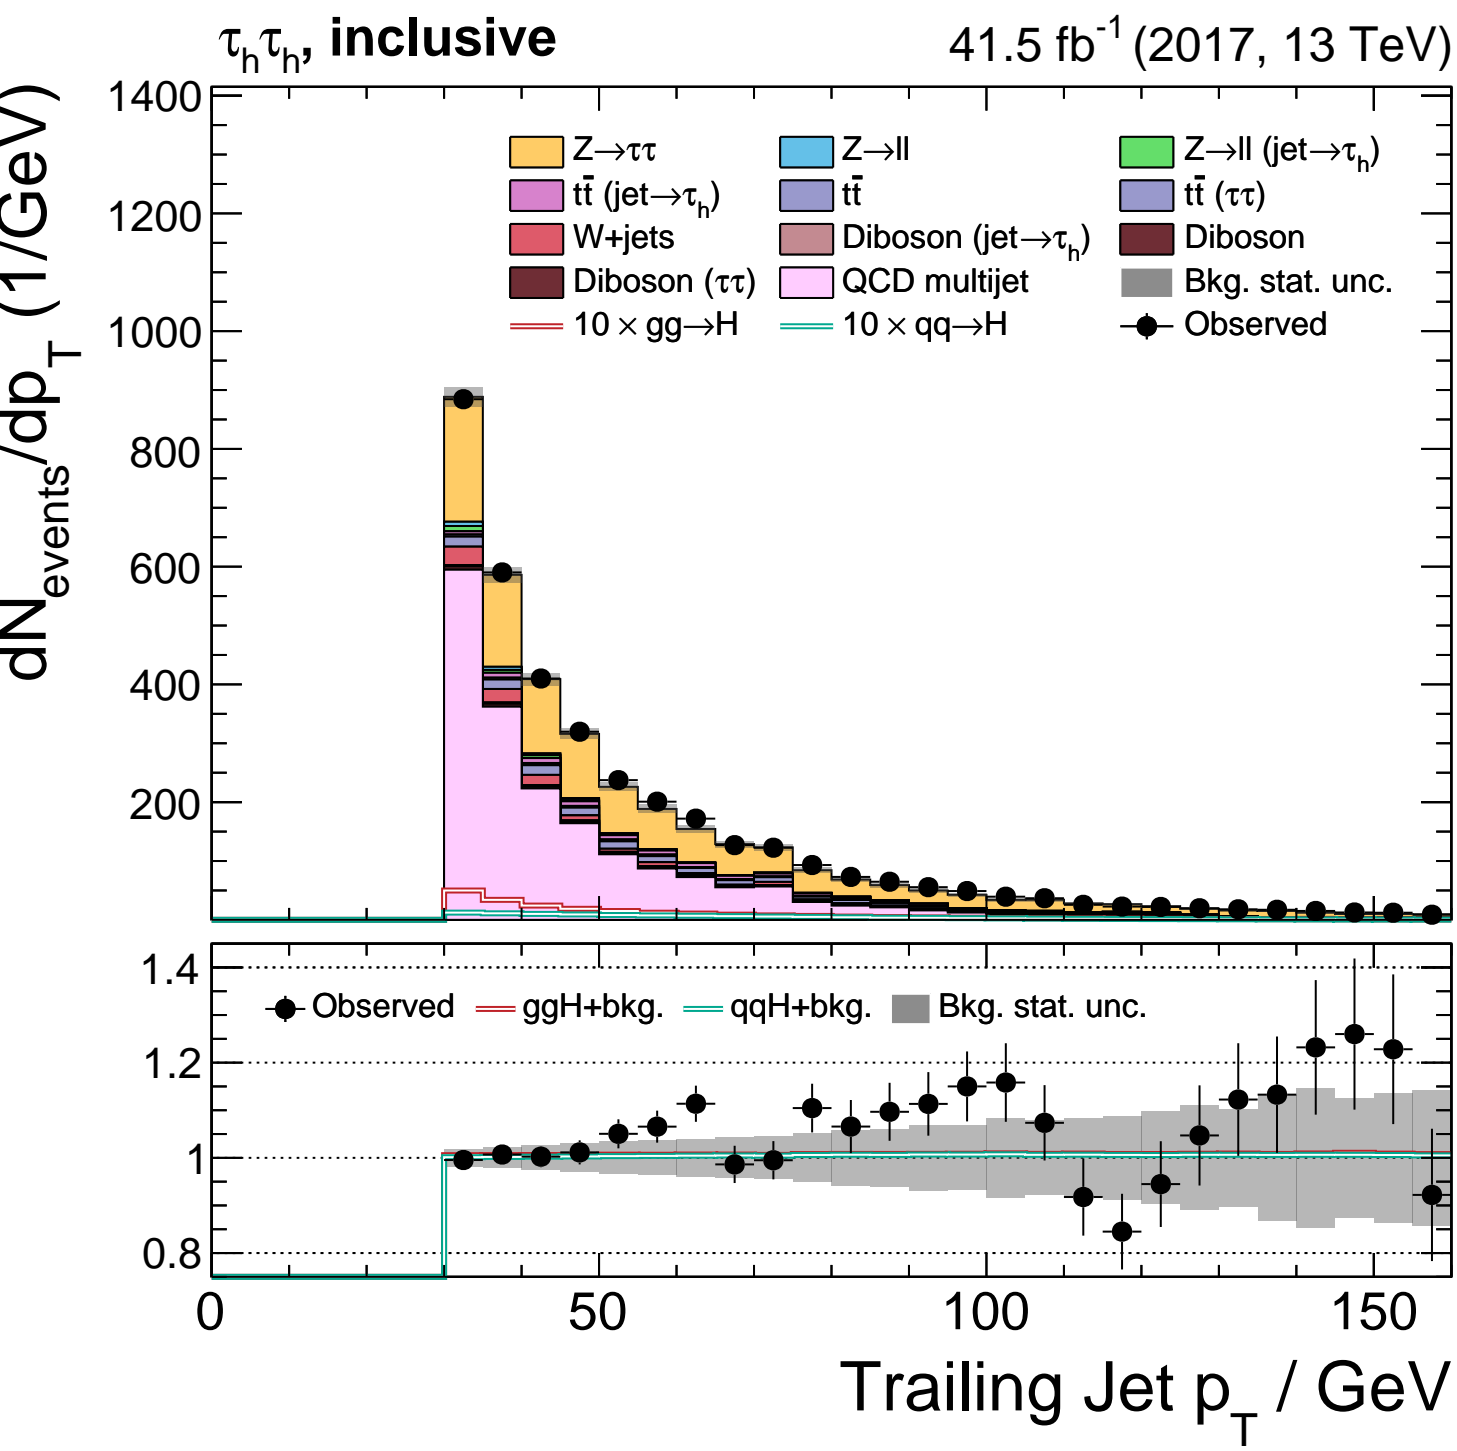 τhτh, inclusive 41.5 fb-1 (2017, 13 TeV)
dNevents/dpT (1/GeV)
1400
1200
1000
800
600
400
200
Z→ττ Z→ll Z→ll (jet→τh)
tt̄ (jet→τh) tt̄ tt̄ (ττ)
W+jets Diboson (jet→τh) Diboson
Diboson (ττ) QCD multijet Bkg. stat. unc.
10 × gg→H 10 × qq→H Observed
1.4
1.2
1
0.8
Observed ggH+bkg. qqH+bkg. Bkg. stat. unc.
0 50 100 150
Trailing Jet pT / GeV